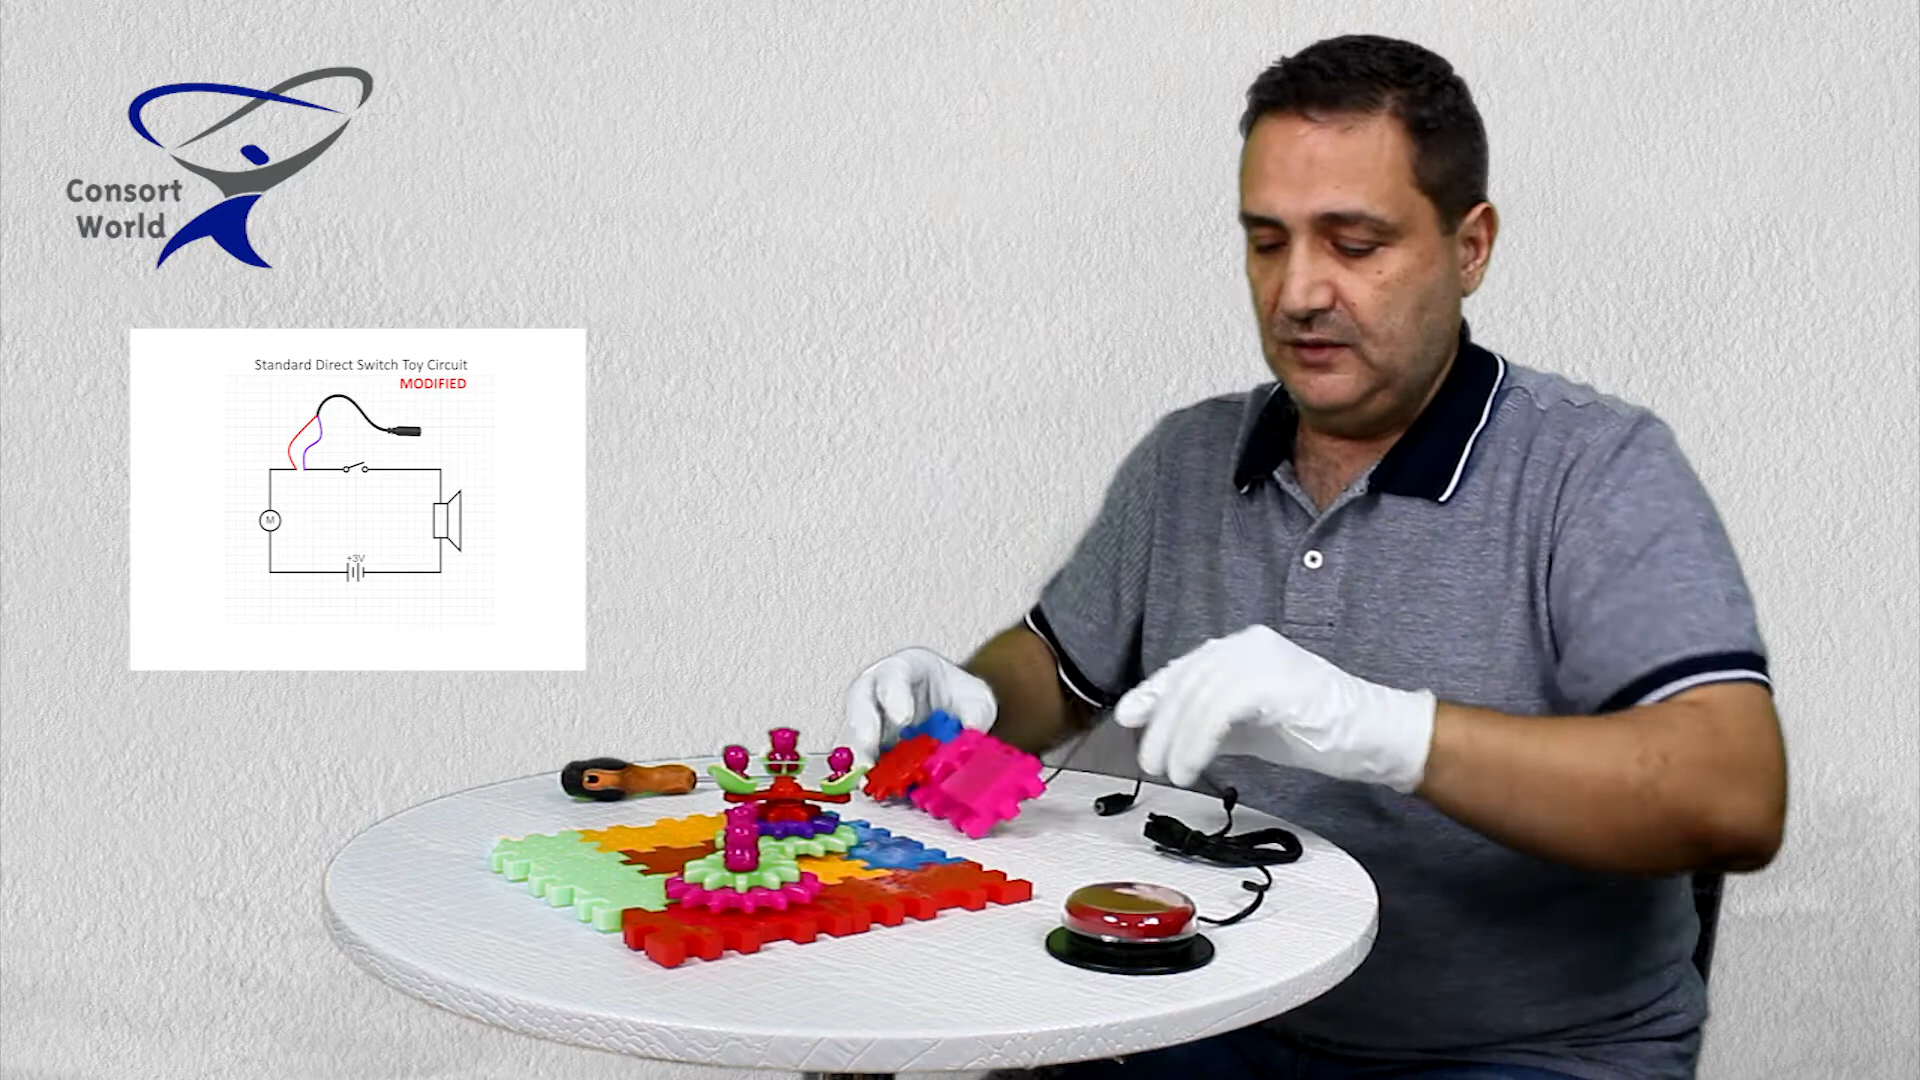 Consort
World
Standard Direct Switch Toy Circuit
MODIFIED
M
+3V